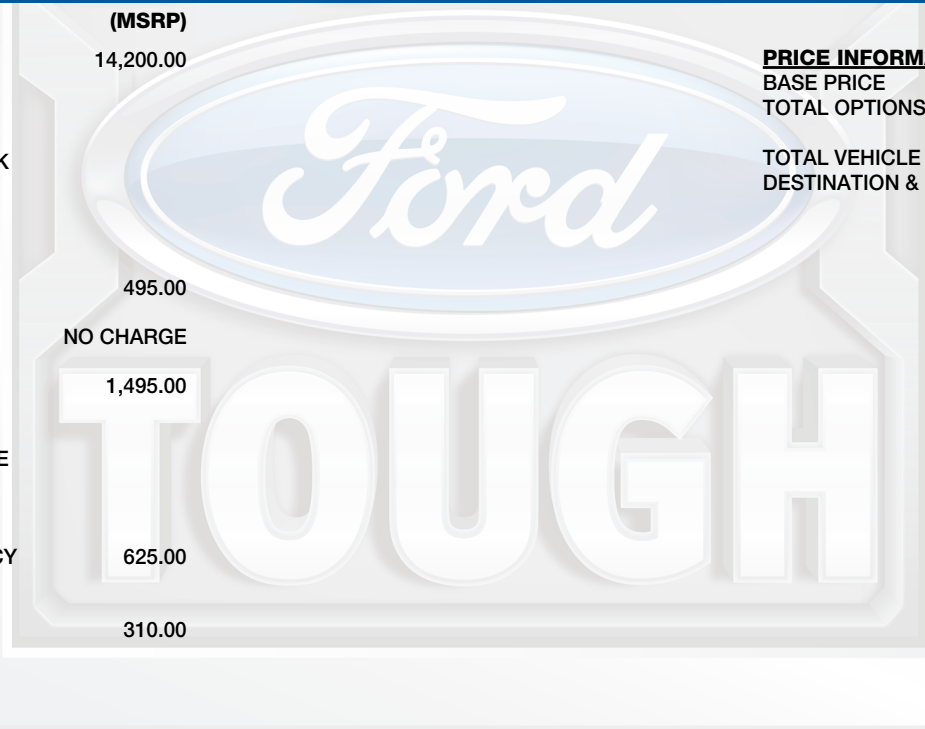 (MSRP)
14,200.00
PRICE INFORM
BASE PRICE
TOTAL OPTIONS
K
TOTAL VEHICLE
DESTINATION &
Ford
495.00
NO CHARGE
1,495.00
TOUGH
E
CY 625.00
310.00